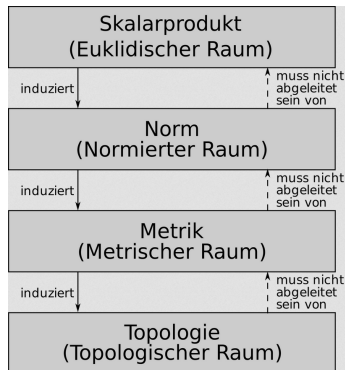 Skalarprodukt
(Euklidischer Raum)
induziert
muss nicht
abgeleitet
sein von
Norm
(Normierter Raum)
induziert
muss nicht
abgeleitet
sein von
Metrik
(Metrischer Raum)
induziert
muss nicht
abgeleitet
sein von
Topologie
(Topologischer Raum)